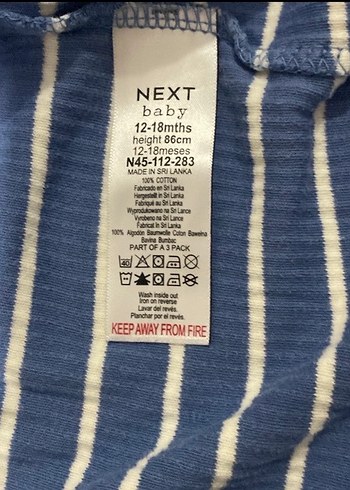 NEXT
baby
12-18mths
height 86cm
12-18meses
N45-112-283
MADE IN SRI LANKA
100% COTTON
Fabricado en Sri Lanka
Hergestellt in Sri Lanka
Fabriqué au Sri Lanka
Wyprodukowano na Sri Lance
Vyrobeno na Sri Lance
Fabricat în Sri Lanka
100% Algodón Baumwolle Coton Bawełna
Bavlna Bumbac
PART OF A 3 PACK
40
Wash inside out
Iron on reverse
Lavar del revés.
Planchar por el revés.
KEEP AWAY FROM FIRE